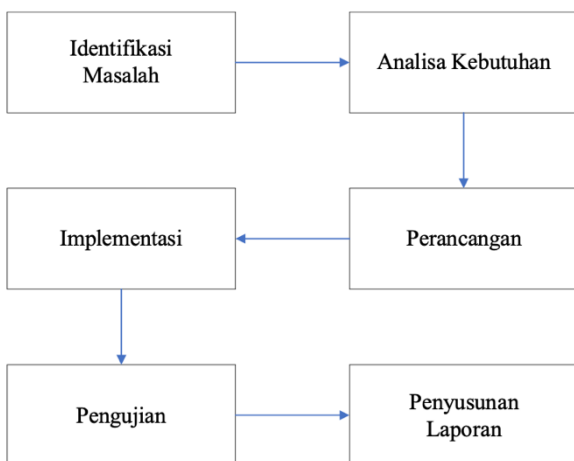 Identifikasi
Masalah
Analisa Kebutuhan
Perancangan
Implementasi
Pengujian
Penyusunan
Laporan